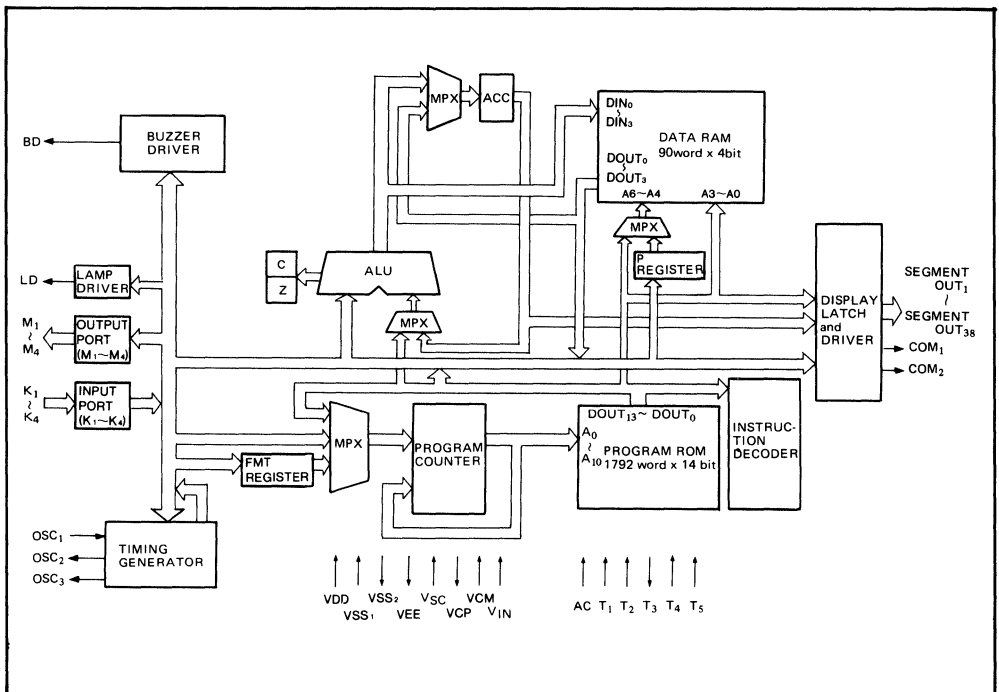 MPX
ACC
DIN₀
~
DIN₃
DATA RAM
90word x 4bit
DOUT₀
~
DOUT₃
A6~A4
A3~A0
BD
BUZZER
DRIVER
MPX
P
REGISTER
C
Z
ALU
LD
LAMP
DRIVER
M₁
~
M₄
OUTPUT
PORT
(M₁~M₄)
MPX
DISPLAY
LATCH
and
DRIVER
SEGMENT
OUT₁
~
SEGMENT
OUT₃₈
COM₁
COM₂
K₁
~
K₄
INPUT
PORT
(K₁~K₄)
MPX
PROGRAM
COUNTER
DOUT₁₃~DOUT₀
A₀
~
A₁₀
PROGRAM ROM
1792 word x 14 bit
INSTRUC-
TION
DECODER
FMT
REGISTER
OSC₁
OSC₂
OSC₃
TIMING
GENERATOR
VDD
VSS₁
VSS₂
VEE
VSC
VCP
VCM
VIN
AC T₁ T₂ T₃ T₄ T₅